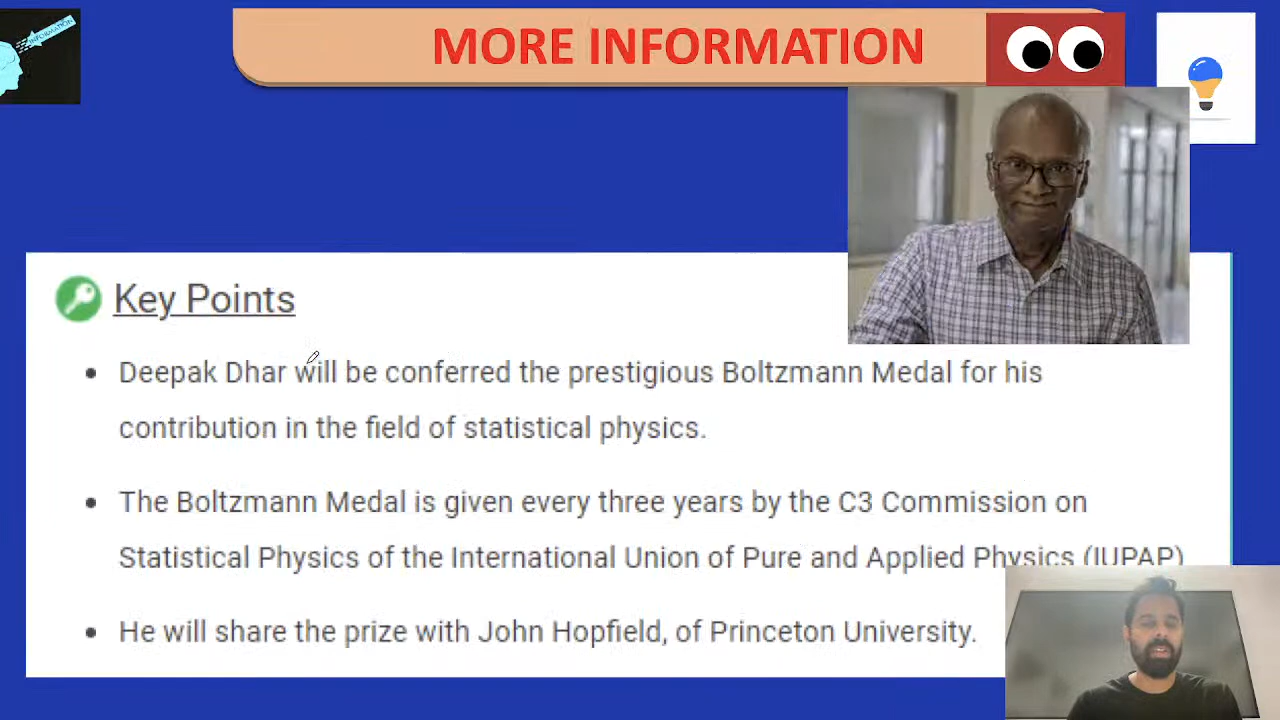 INFORMATION
MORE INFORMATION
Key Points
Deepak Dhar will be conferred the prestigious Boltzmann Medal for his
contribution in the field of statistical physics.
The Boltzmann Medal is given every three years by the C3 Commission on
Statistical Physics of the International Union of Pure and Applied Physics (IUPAP)
He will share the prize with John Hopfield, of Princeton University.